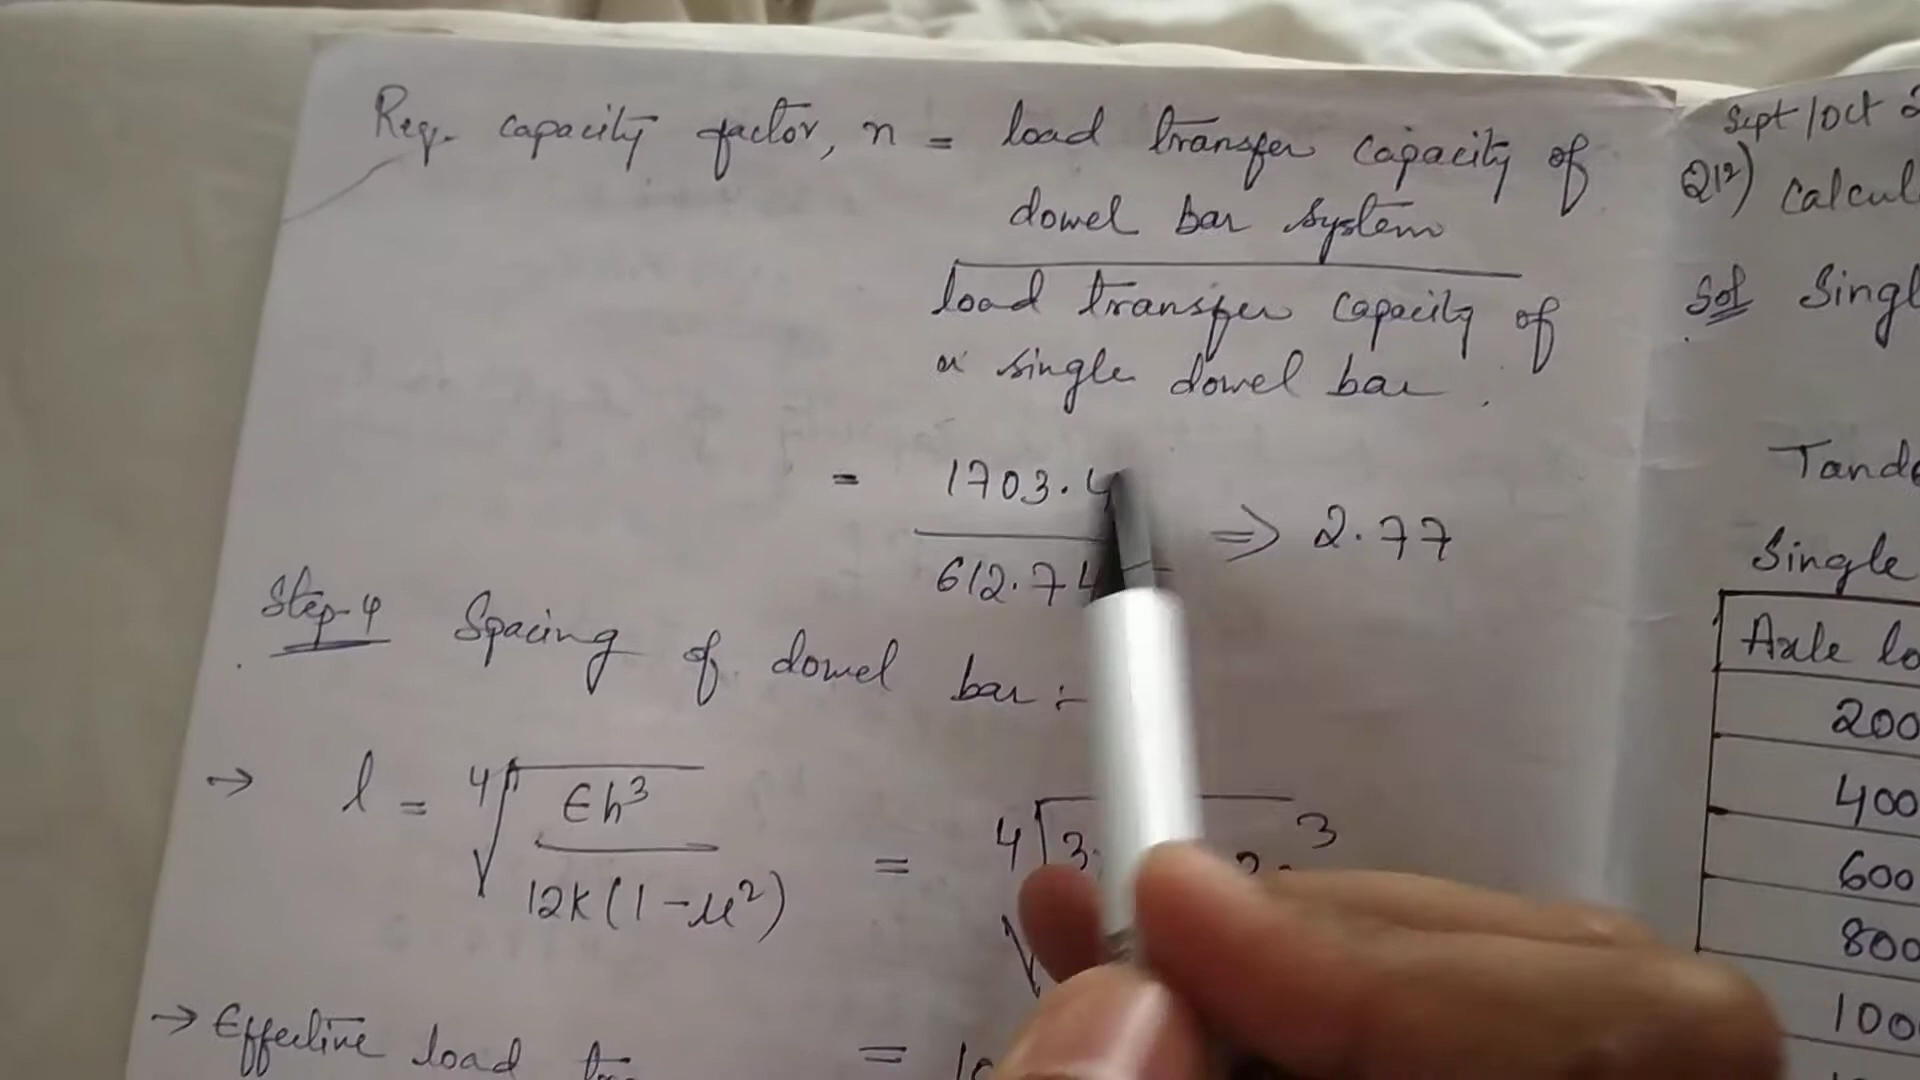 Req. capacity factor, n = load transfer capacity of
dowel bar system
load transfer capacity of
a single dowel bar.
= 1703.4
612.74 ⇒ 2.77
Step-4 Spacing of dowel bar :-
→ l = ⁴√ Eh³ = ⁴√ 3. ³
12K(1-μ²)
→ Effective load =
Sept/Oct
Q12) Calcul
Sol Singl
Tande
Single
Axle lo
200
400
600
800
100